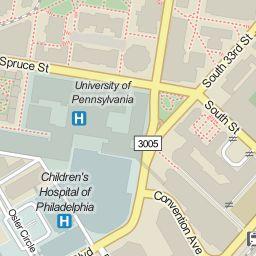 Spruce St
South 33rd St
University of
Pennsylvania
H
South St
3005
Children's
Hospital of
Philadelphia
H
Osler Circle
Convention Ave